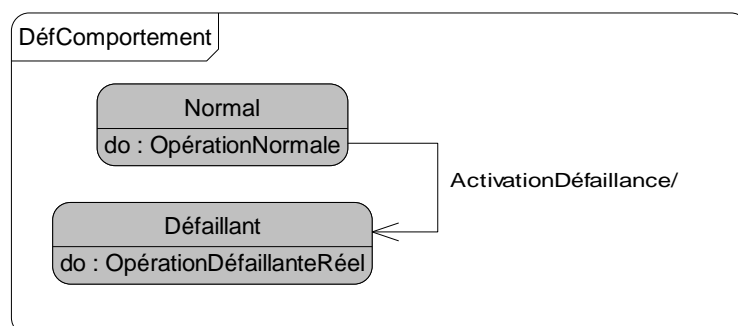 DéfComportement
Normal
do : OpérationNormale
ActivationDéfaillance/
Défaillant
do : OpérationDéfaillanteRéel